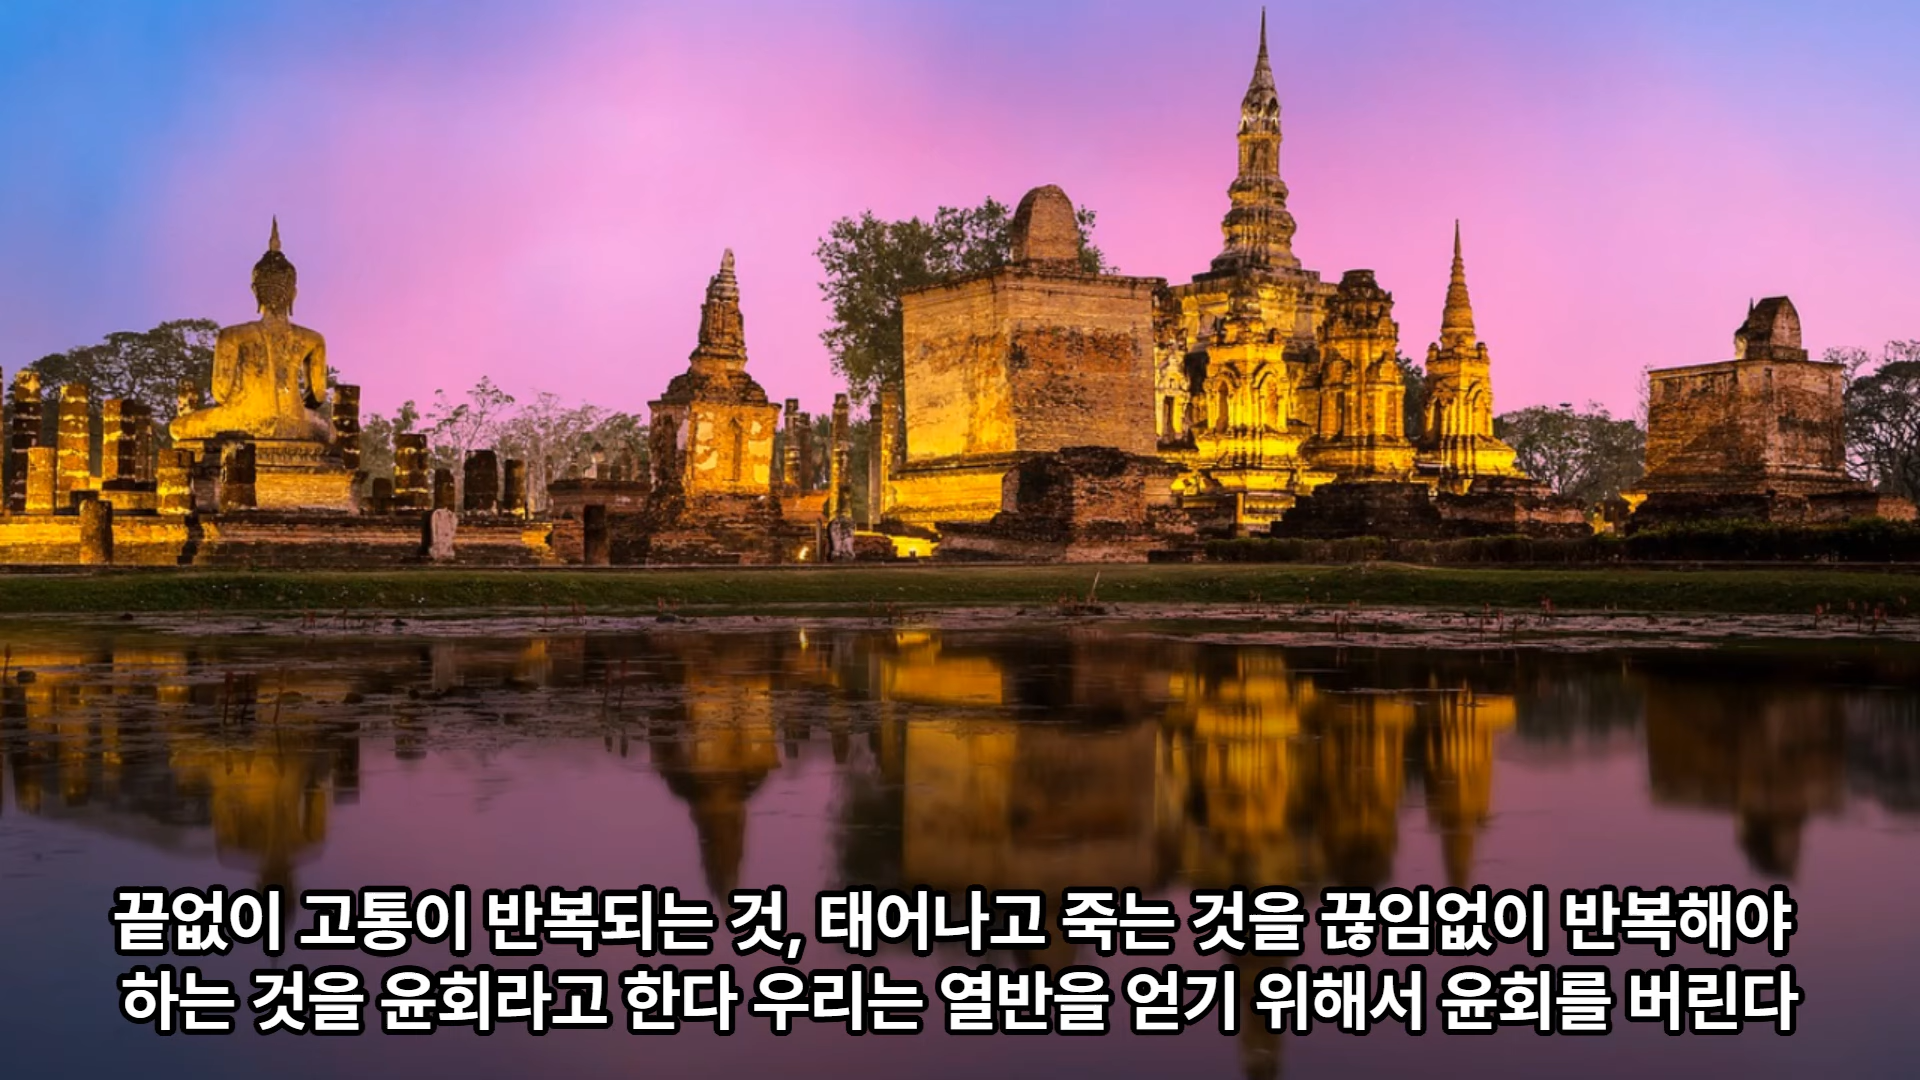 끝없이 고통이 반복되는 것, 태어나고 죽는 것을 끊임없이 반복해야
하는 것을 윤회라고 한다 우리는 열반을 얻기 위해서 윤회를 버린다